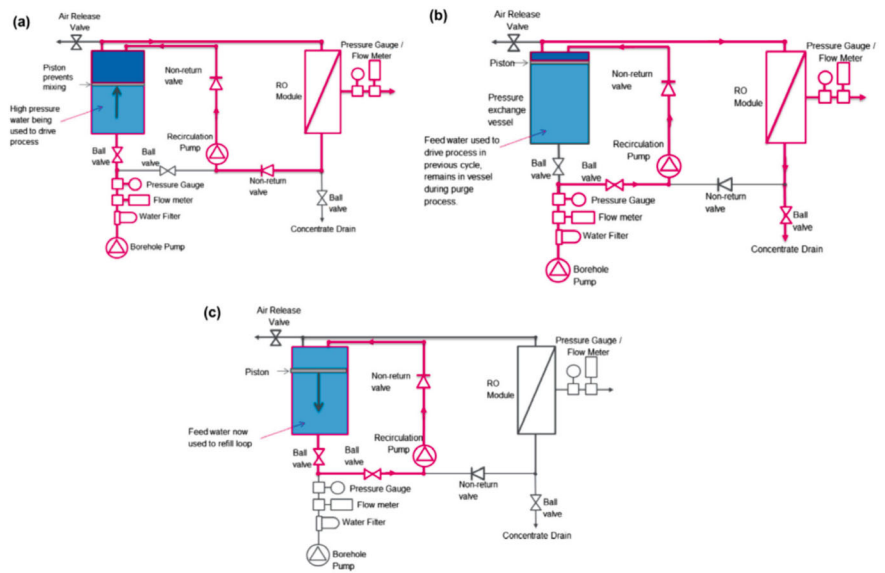 (a)
Air Release
Valve
Piston
prevents
mixing
High pressure
water being
used to drive
process
Non-return
valve
Recirculation
Pump
RO
Module
Pressure Gauge /
Flow Meter
Ball
valve
Ball
valve
Non-return
valve
Ball
valve
Pressure Gauge
Flow meter
Water Filter
Borehole Pump
Concentrate Drain
(b)
Air Release
Valve
Piston
Pressure
exchange
vessel
Feed water used to
drive process in
previous cycle,
remains in vessel
during purge
process.
Non-return
valve
Recirculation
Pump
RO
Module
Pressure Gauge /
Flow Meter
Ball
valve
Ball
valve
Non-return
valve
Ball
valve
Pressure Gauge
Flow meter
Water Filter
Borehole
Pump
Concentrate Drain
(c)
Air Release
Valve
Piston
Feed water now
used to refill loop
Non-return
valve
Recirculation
Pump
RO
Module
Pressure Gauge /
Flow Meter
Ball
valve
Ball
valve
Non-return
valve
Ball
valve
Pressure Gauge
Flow meter
Water Filter
Borehole
Pump
Concentrate Drain